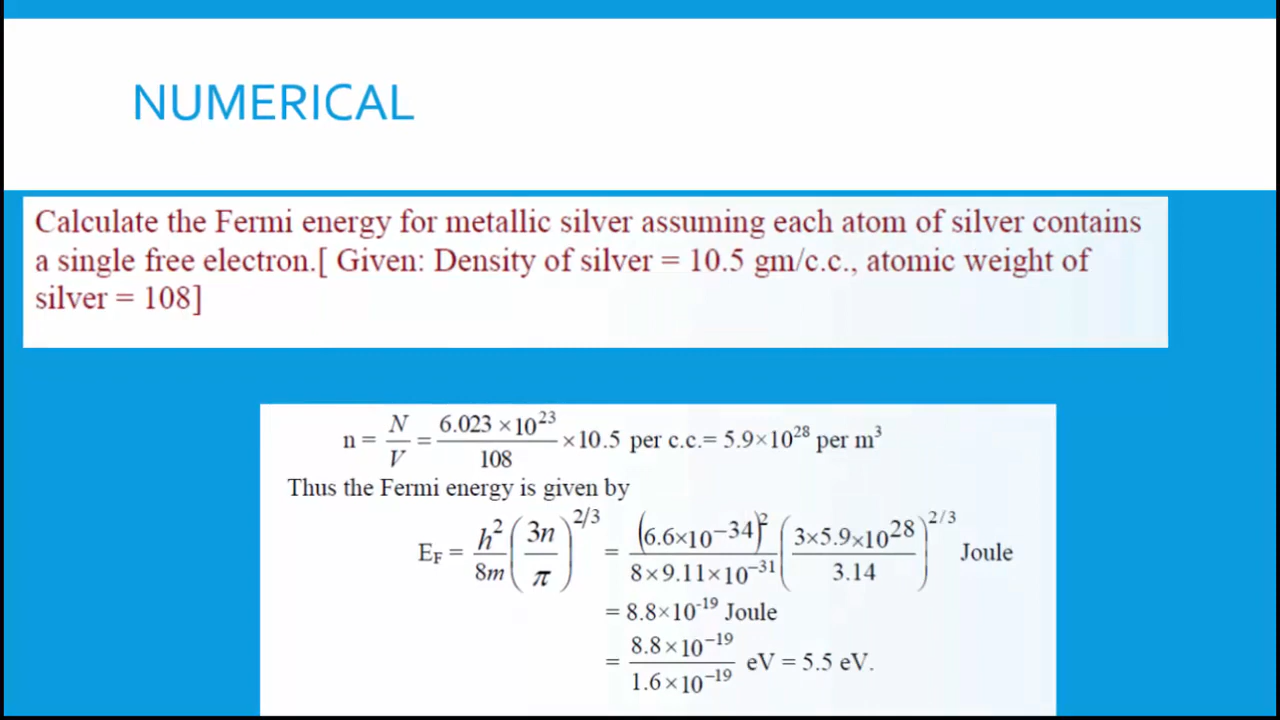 NUMERICAL
Calculate the Fermi energy for metallic silver assuming each atom of silver contains
a single free electron.[ Given: Density of silver = 10.5 gm/c.c., atomic weight of
silver = 108]
n = N/V = 6.023 ×10^23/108 ×10.5 per c.c.= 5.9×10^28 per m^3
Thus the Fermi energy is given by
E_F = h^2/8m (3n/π)^2/3 = (6.6×10^−34)^2/8×9.11×10^−31 (3×5.9×10^28/3.14)^2/3 Joule
= 8.8×10^-19 Joule
= 8.8×10^−19/1.6×10^−19 eV = 5.5 eV.